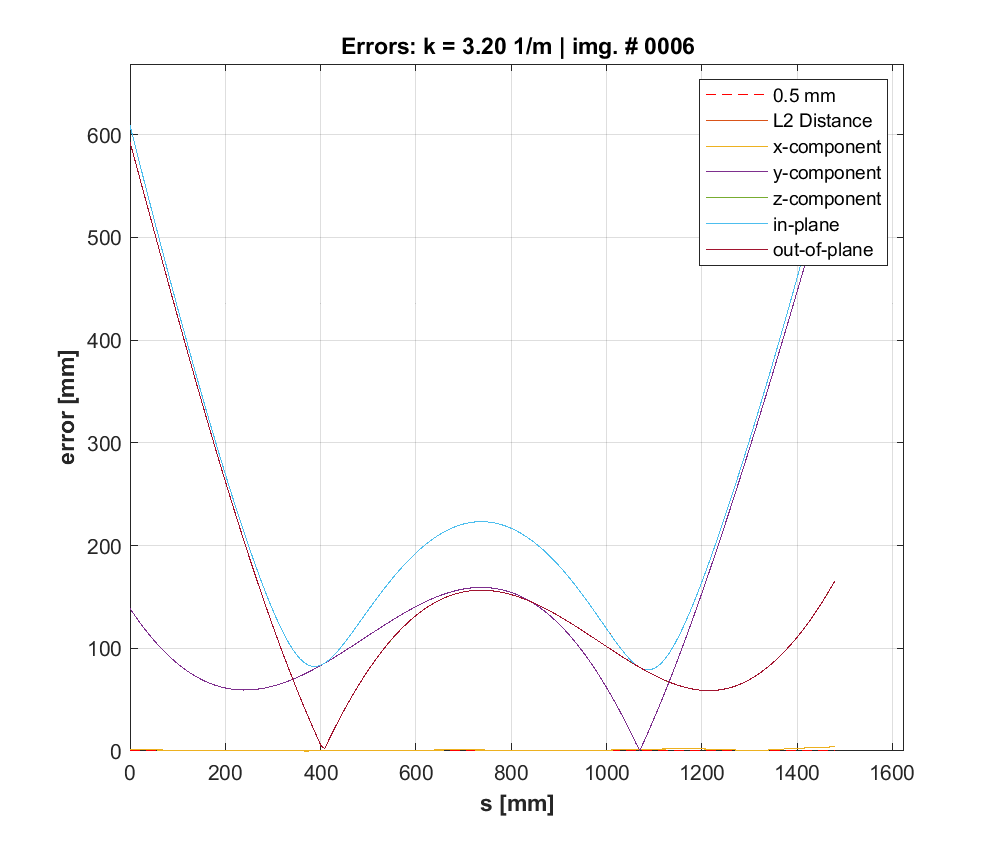 Errors: k = 3.20 1/m | img. # 0006
0.5 mm
L2 Distance
x-component
y-component
z-component
in-plane
out-of-plane
600
500
400
300
200
100
0
error [mm]
0 200 400 600 800 1000 1200 1400 1600
s [mm]